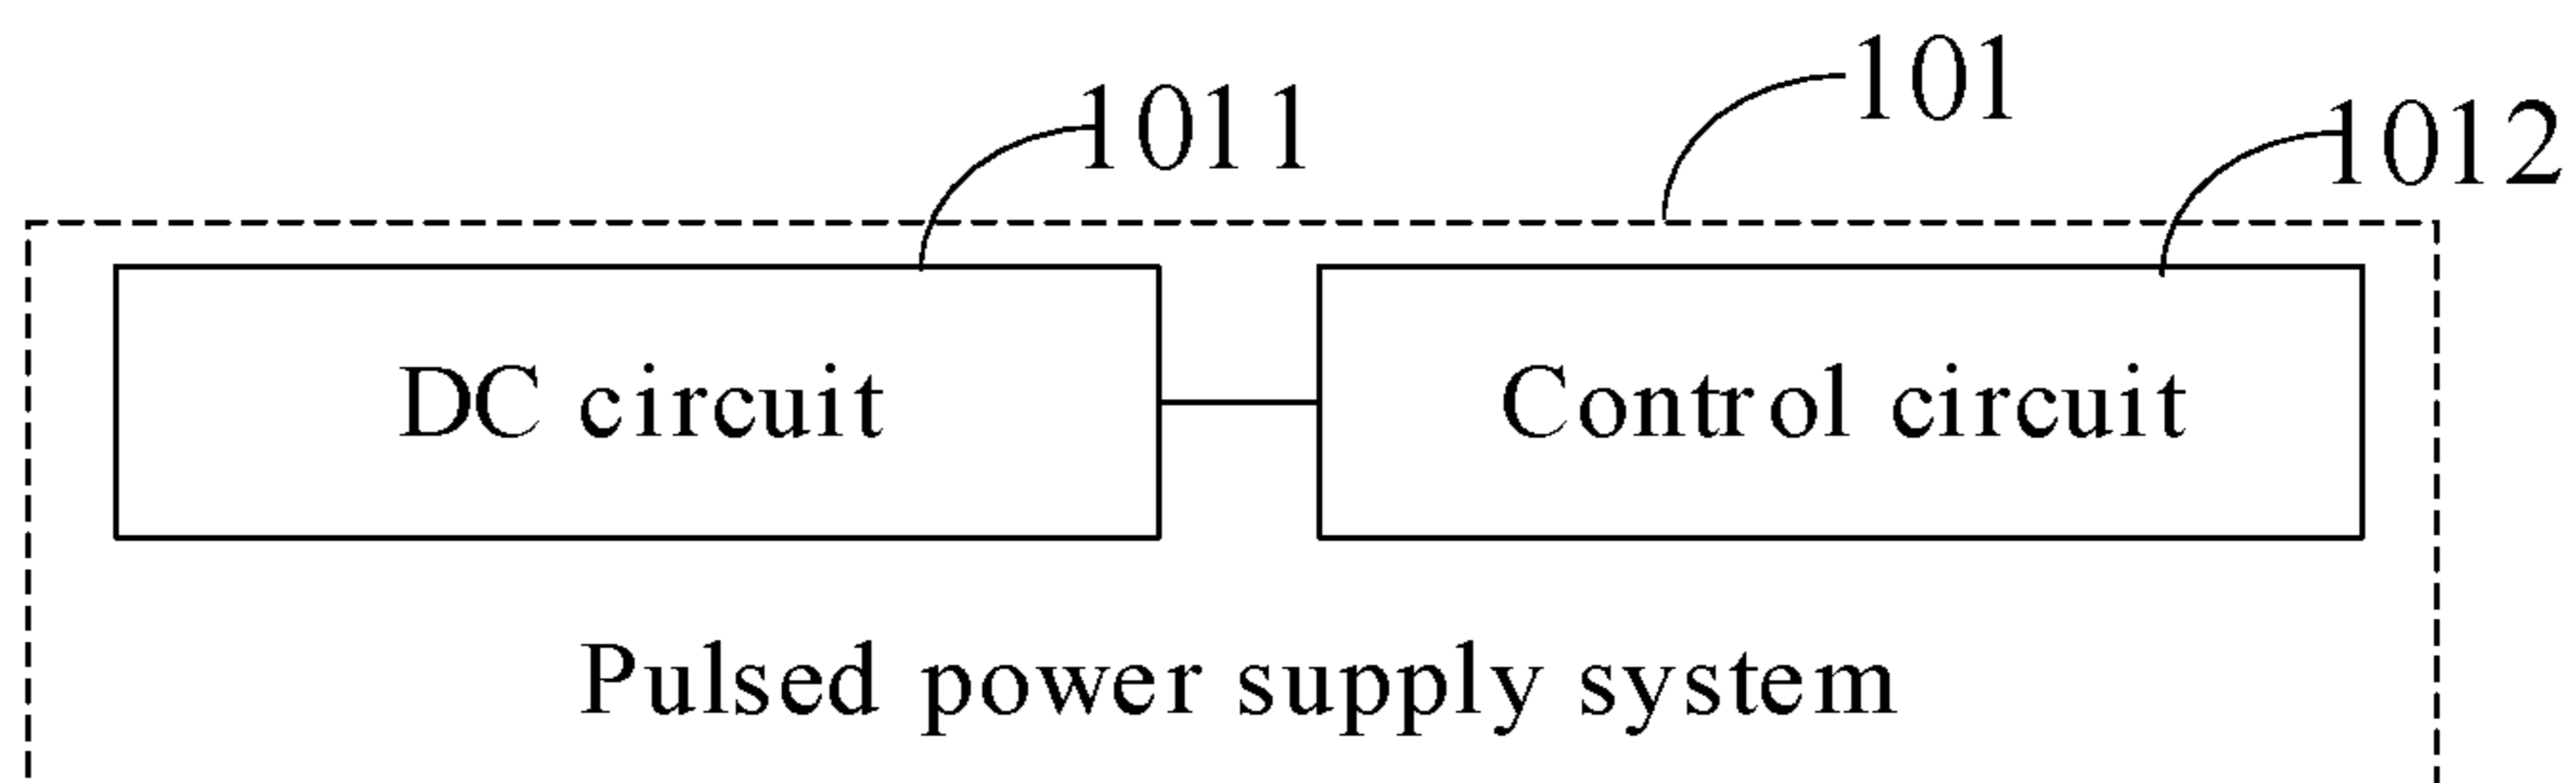 101
1011
1012
DC circuit
Control circuit
Pulsed power supply system